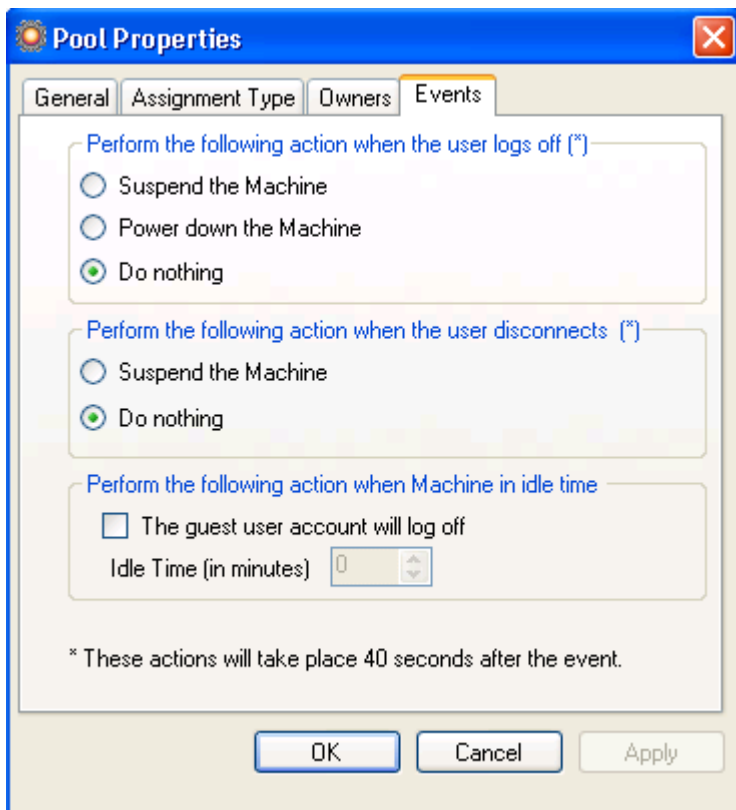 Pool Properties
General Assignment Type Owners Events
Perform the following action when the user logs off (*)
Suspend the Machine
Power down the Machine
Do nothing
Perform the following action when the user disconnects (*)
Suspend the Machine
Do nothing
Perform the following action when Machine in idle time
The guest user account will log off
Idle Time (in minutes) 0
* These actions will take place 40 seconds after the event.
OK Cancel Apply